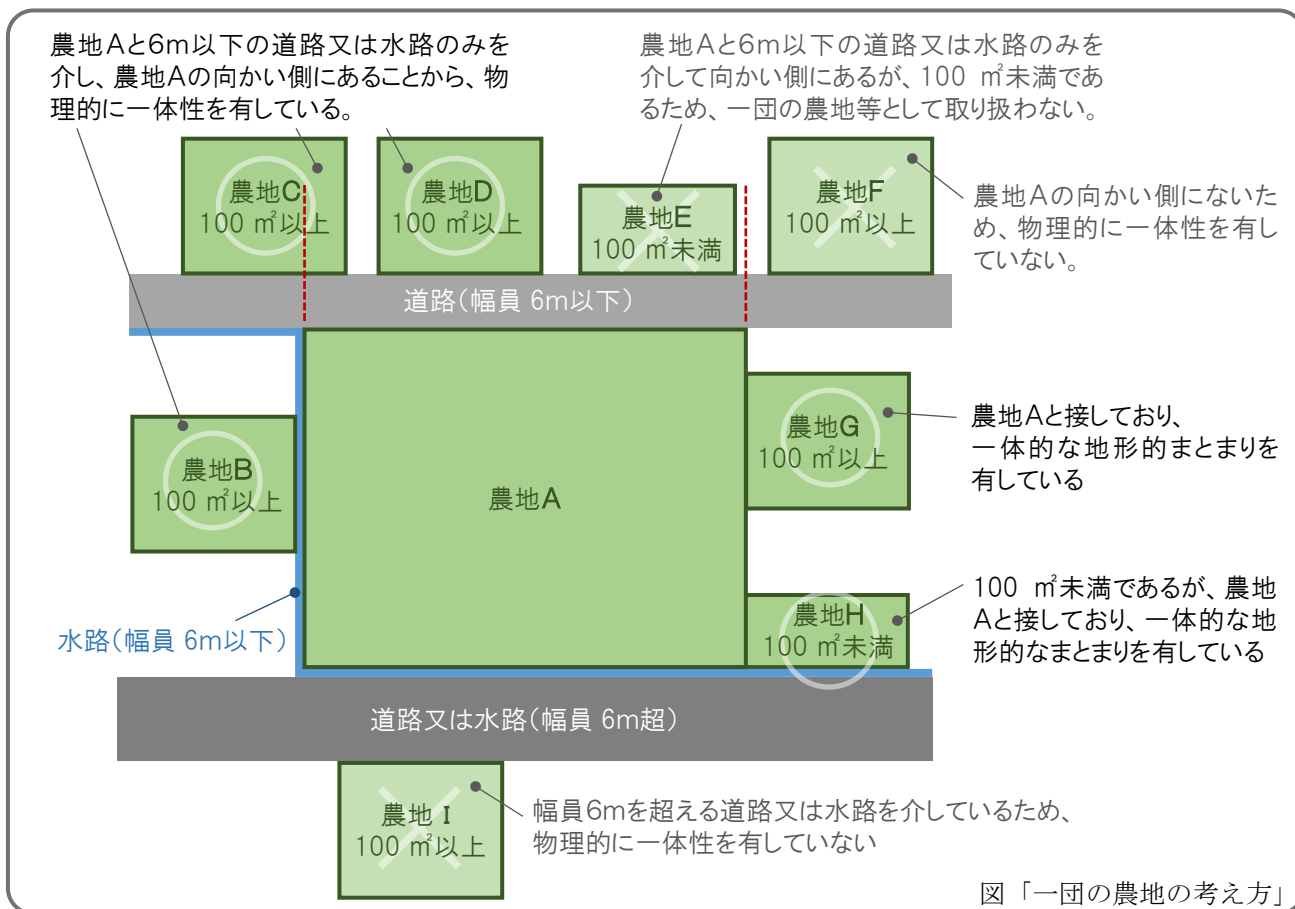 農地Aと6m以下の道路又は水路のみを
介し、農地Aの向かい側にあることから、物
理的に一体性を有している。
農地Aと6m以下の道路又は水路のみを
介して向かい側にあるが、100 ㎡未満であ
るため、一団の農地等として取り扱わない。
農地C
100 ㎡以上
農地D
100 ㎡以上
農地E
100 ㎡未満
農地F
100 ㎡以上
農地Aの向かい側にないた
め、物理的に一体性を有し
ていない。
道路(幅員 6m以下)
農地B
100 ㎡以上
農地A
農地G
100 ㎡以上
農地Aと接しており、
一体的な地形的まとまりを
有している
農地H
100 ㎡未満
100 ㎡未満であるが、農地
Aと接しており、一体的な地
形的なまとまりを有している
水路(幅員 6m以下)
道路又は水路(幅員 6m超)
農地 I
100 ㎡以上
幅員6mを超える道路又は水路を介しているため、
物理的に一体性を有していない
図「一団の農地の考え方」